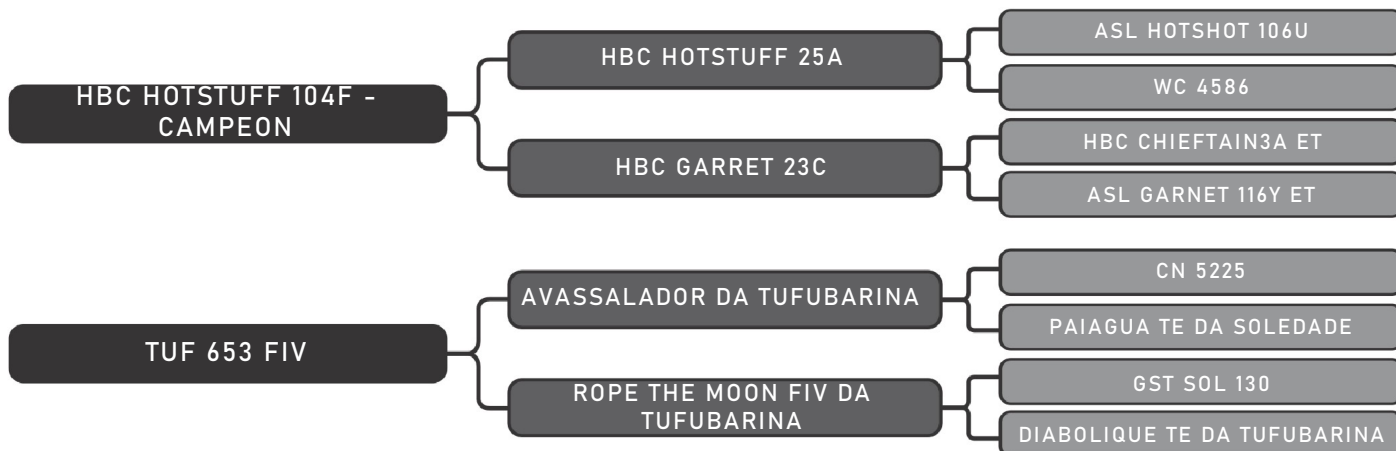 HBC HOTSTUFF 104F -
CAMPEON
HBC HOTSTUFF 25A
ASL HOTSHOT 106U
WC 4586
HBC GARRET 23C
HBC CHIEFTAIN3A ET
ASL GARNET 116Y ET
TUF 653 FIV
AVASSALADOR DA TUFUBARINA
CN 5225
PAIAGUA TE DA SOLEDADE
ROPE THE MOON FIV DA
TUFUBARINA
GST SOL 130
DIABOLIQUE TE DA TUFUBARINA